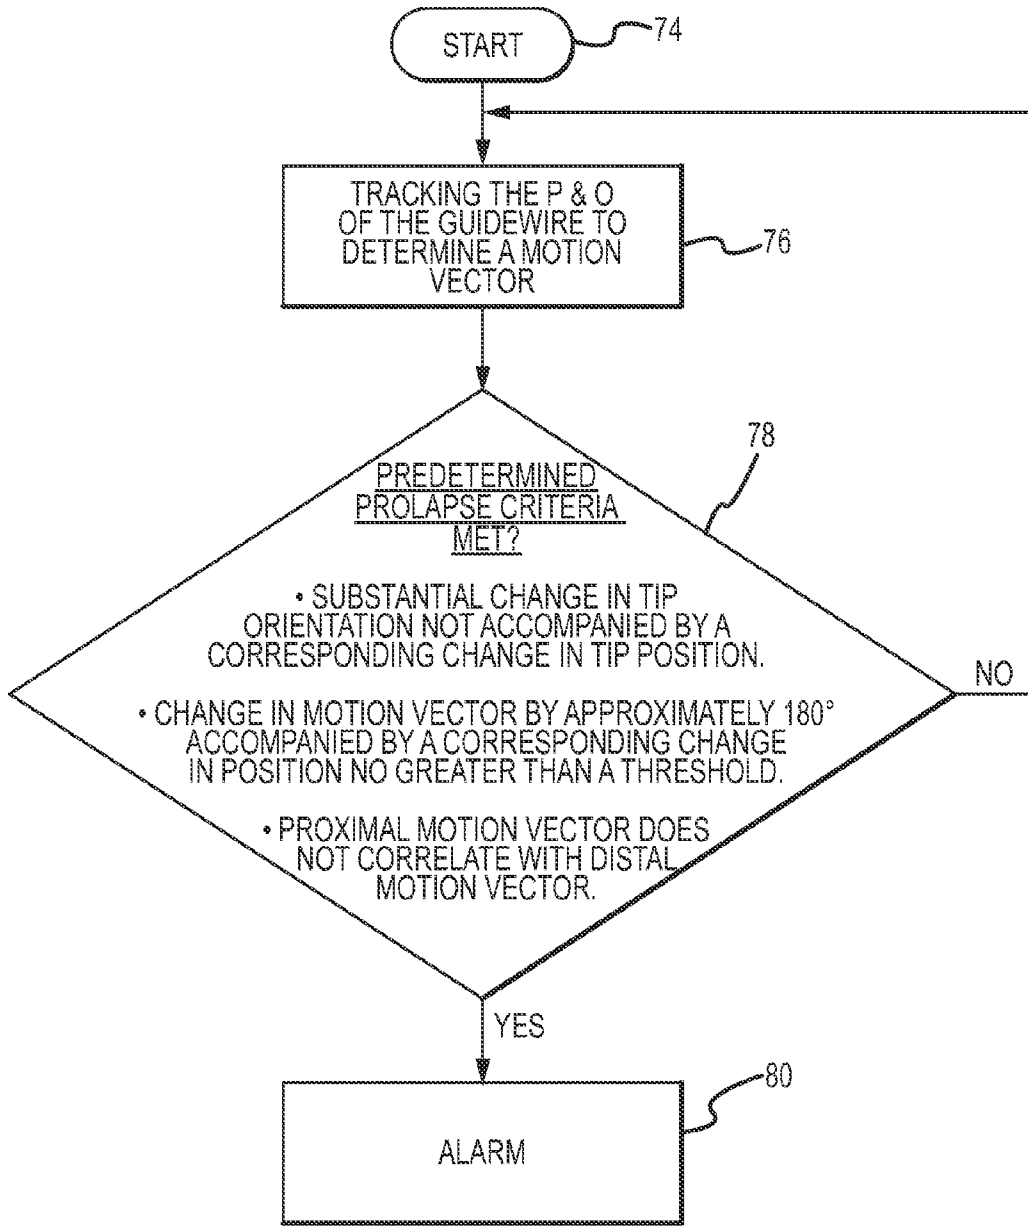 START
74
TRACKING THE P & O
OF THE GUIDEWIRE TO
DETERMINE A MOTION
VECTOR
76
78
PREDETERMINED
PROLAPSE CRITERIA
MET?
• SUBSTANTIAL CHANGE IN TIP
ORIENTATION NOT ACCOMPANIED BY A
CORRESPONDING CHANGE IN TIP POSITION.
NO
• CHANGE IN MOTION VECTOR BY APPROXIMATELY 180°
ACCOMPANIED BY A CORRESPONDING CHANGE
IN POSITION NO GREATER THAN A THRESHOLD.
• PROXIMAL MOTION VECTOR DOES
NOT CORRELATE WITH DISTAL
MOTION VECTOR.
YES
80
ALARM